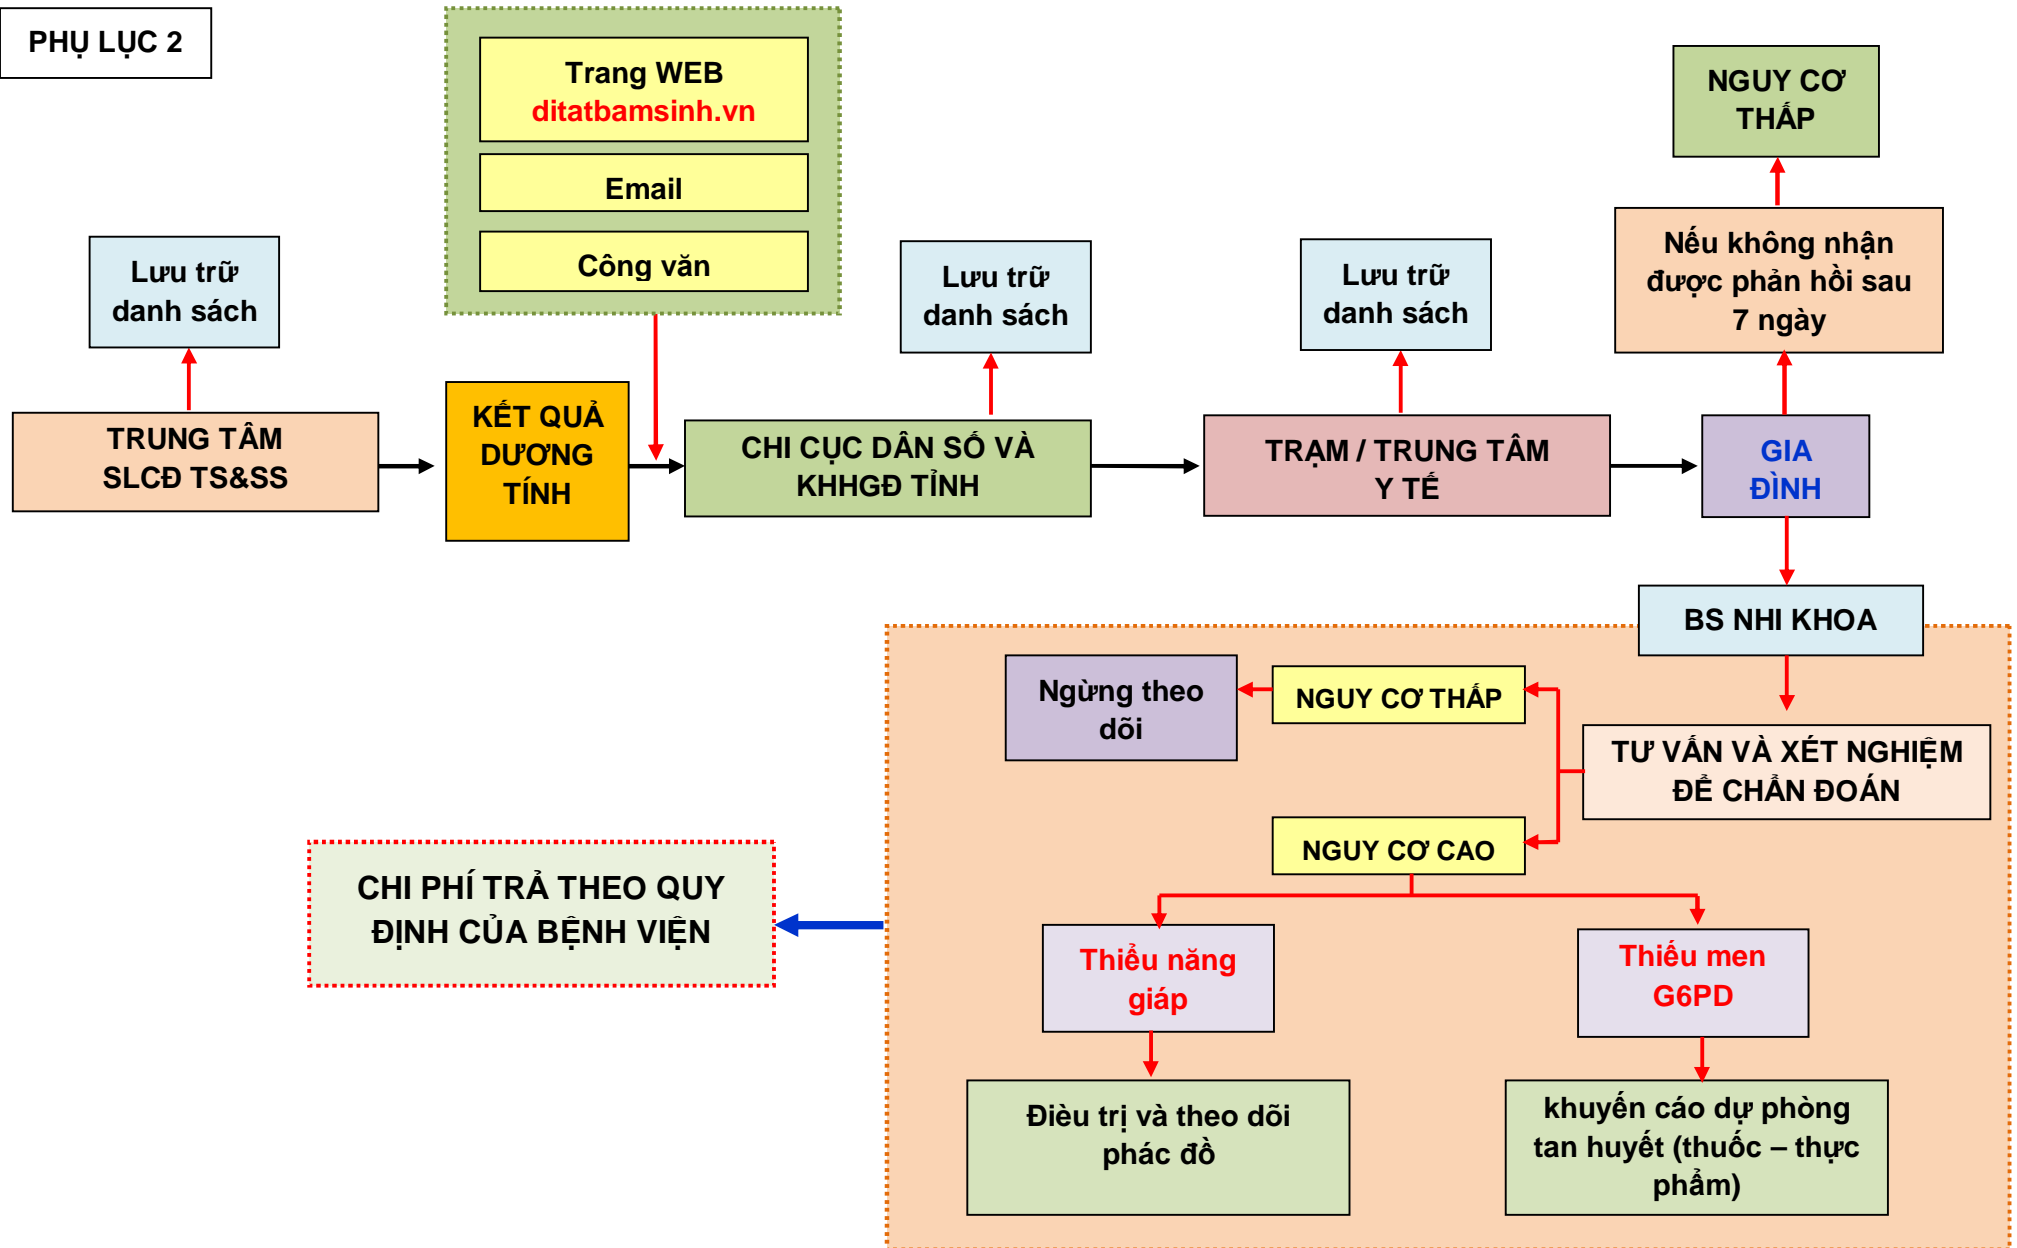 PHỤ LỤC 2
Trang WEB
ditatbamsinh.vn
Email
Công văn
NGUY CƠ
THẤP
Lưu trữ
danh sách
Lưu trữ
danh sách
Lưu trữ
danh sách
Nếu không nhận
được phản hồi sau
7 ngày
TRUNG TÂM
SLCĐ TS&SS
KẾT QUẢ
DƯƠNG
TÍNH
CHI CỤC DÂN SỐ VÀ
KHHGĐ TỈNH
TRẠM / TRUNG TÂM
Y TẾ
GIA
ĐÌNH
BS NHI KHOA
Ngừng theo
dõi
NGUY CƠ THẤP
TƯ VẤN VÀ XÉT NGHIỆM
ĐỂ CHẨN ĐOÁN
NGUY CƠ CAO
CHI PHÍ TRẢ THEO QUY
ĐỊNH CỦA BỆNH VIỆN
Thiểu năng
giáp
Thiếu men
G6PD
Đièu trị và theo dõi
phác đồ
khuyến cáo dự phòng
tan huyết (thuốc – thực
phẩm)